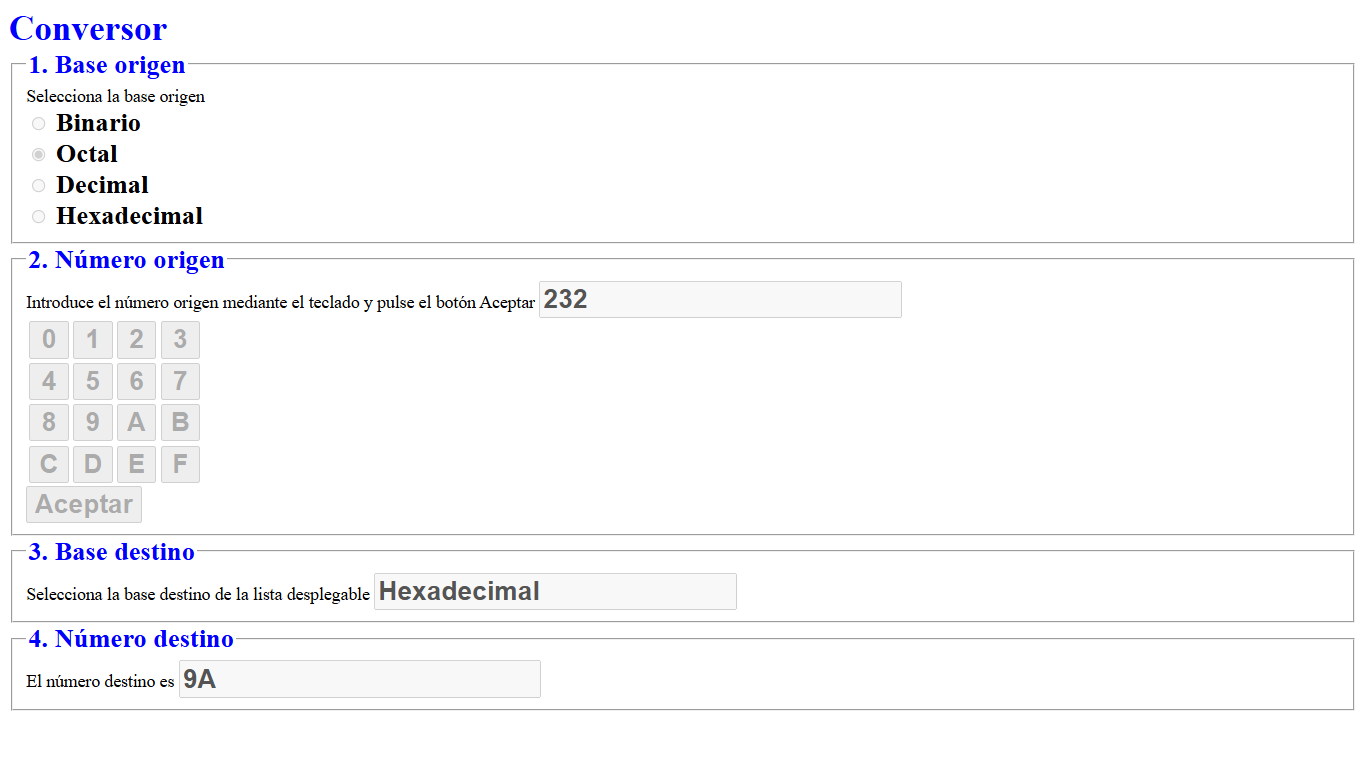 Conversor
1. Base origen
Selecciona la base origen
Binario
Octal
Decimal
Hexadecimal
2. Número origen
Introduce el número origen mediante el teclado y pulse el botón Aceptar 232
0 1 2 3
4 5 6 7
8 9 A B
C D E F
Aceptar
3. Base destino
Selecciona la base destino de la lista desplegable Hexadecimal
4. Número destino
El número destino es 9A